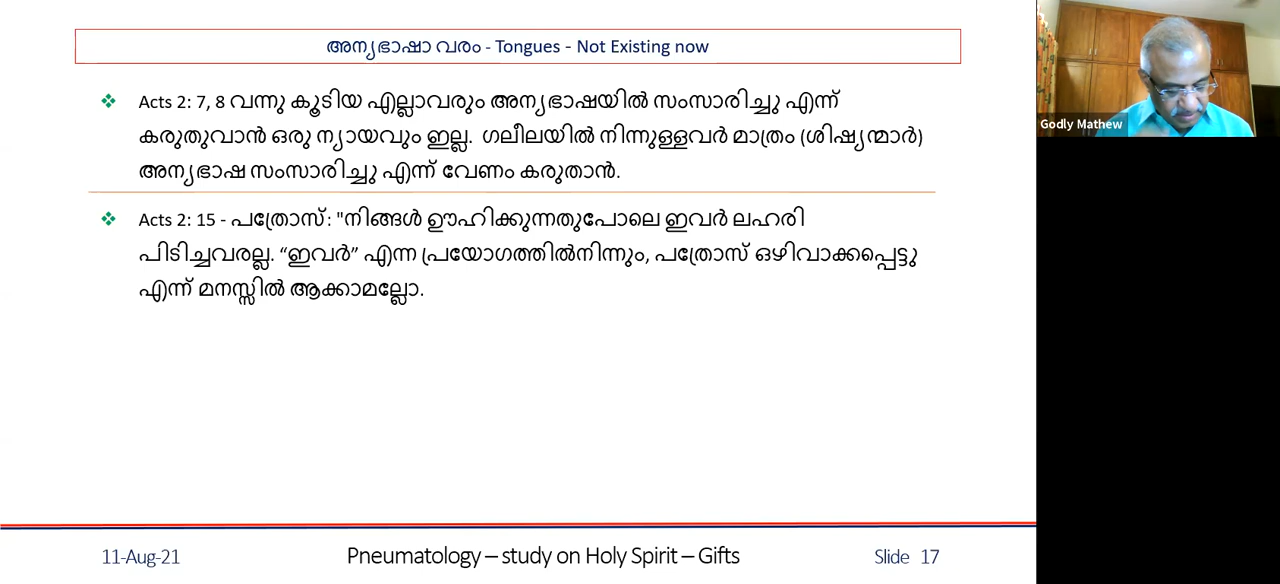 അന്യഭാഷാ വരം - Tongues - Not Existing now
Acts 2: 7, 8 വന്നു കൂടിയ എല്ലാവരും അന്യഭാഷയിൽ സംസാരിച്ചു എന്ന്
കരുതുവാൻ ഒരു ന്യായവും ഇല്ല. ഗലീലയിൽ നിന്നുള്ളവർ മാത്രം (ശിഷ്യന്മാർ)
അന്യഭാഷ സംസാരിച്ചു എന്ന് വേണം കരുതാൻ.
Acts 2: 15 - പത്രോസ്: "നിങ്ങൾ ഊഹിക്കുന്നതുപോലെ ഇവർ ലഹരി
പിടിച്ചവരല്ല. “ഇവർ” എന്ന പ്രയോഗത്തിൽനിന്നും, പത്രോസ് ഒഴിവാക്കപ്പെട്ടു
എന്ന് മനസ്സിൽ ആക്കാമല്ലോ.
11-Aug-21 Pneumatology – study on Holy Spirit – Gifts Slide 17
Godly Mathew